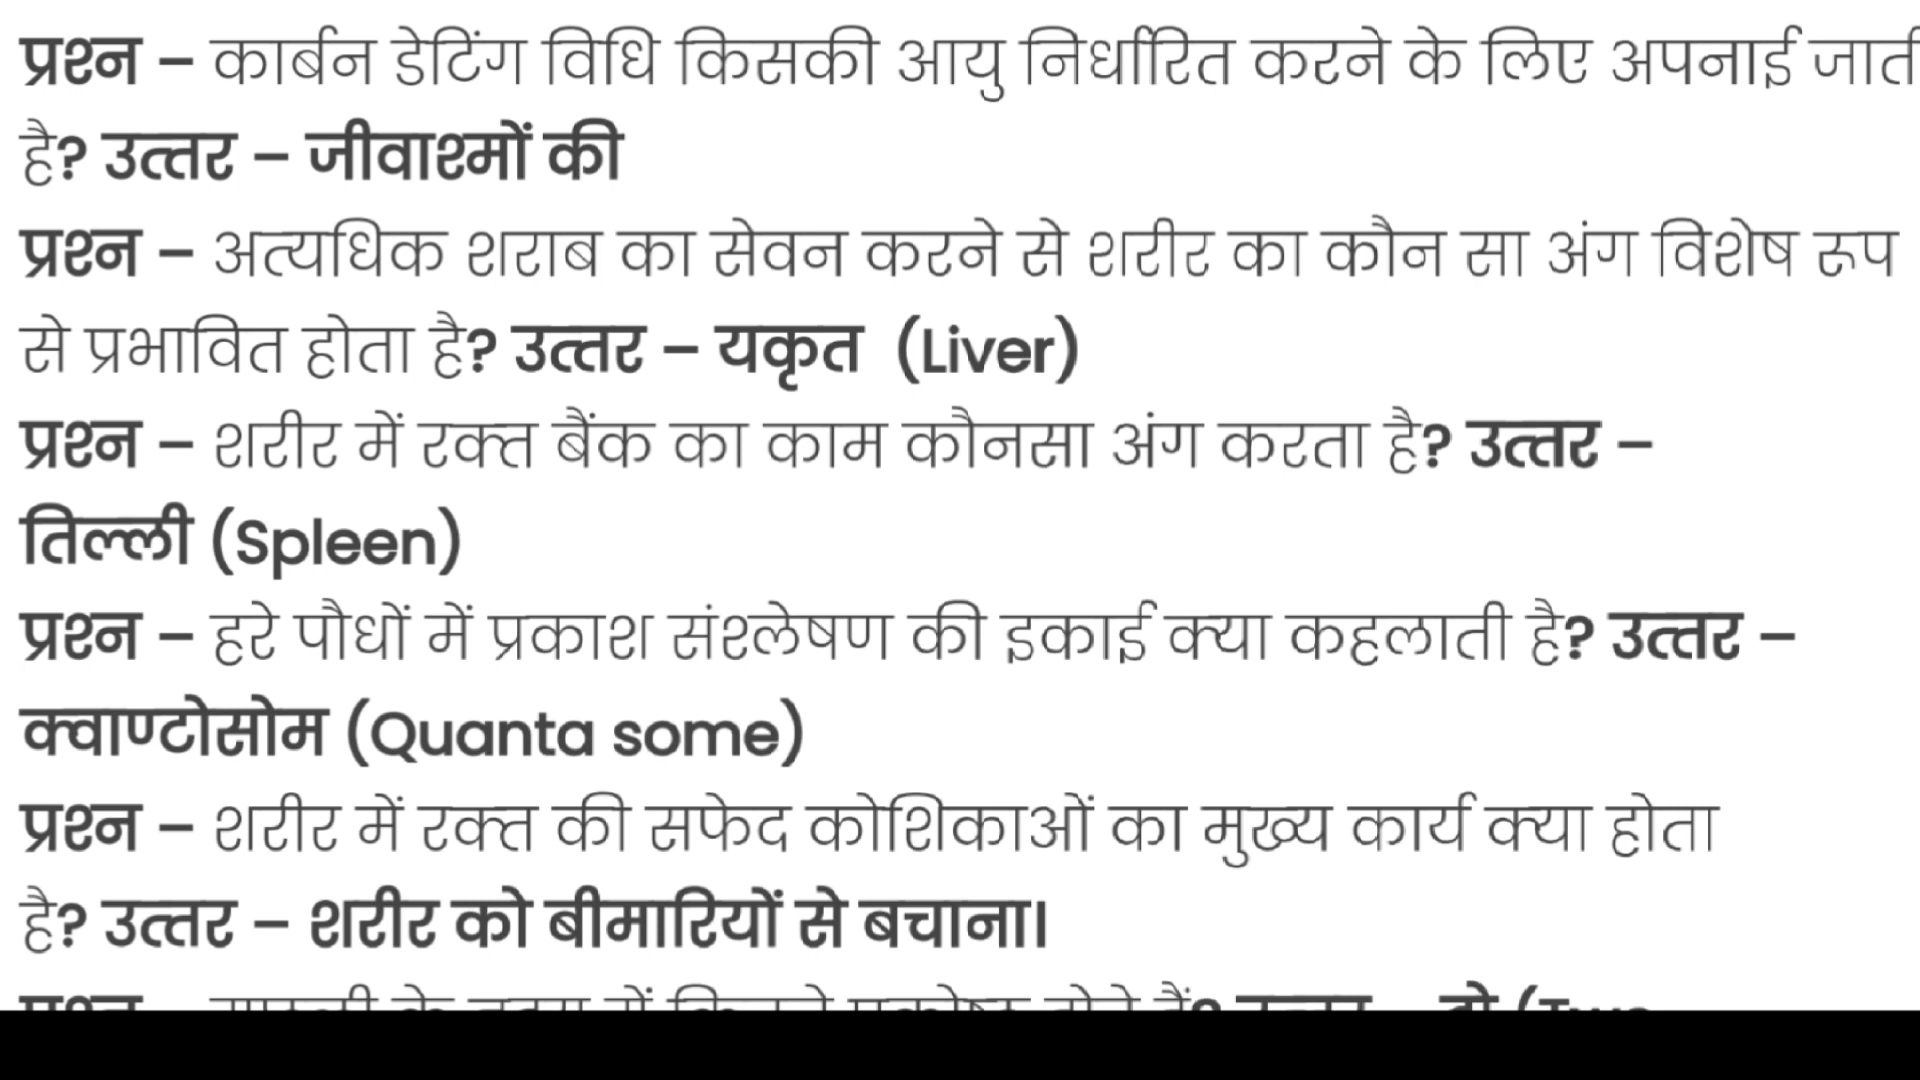 प्रश्न – कार्बन डेटिंग विधि किसकी आयु निर्धारित करने के लिए अपनाई जाती
है? उत्तर – जीवाश्मों की
प्रश्न – अत्यधिक शराब का सेवन करने से शरीर का कौन सा अंग विशेष रूप
से प्रभावित होता है? उत्तर – यकृत (Liver)
प्रश्न – शरीर में रक्त बैंक का काम कौनसा अंग करता है? उत्तर –
तिल्ली (Spleen)
प्रश्न – हरे पौधों में प्रकाश संश्लेषण की इकाई क्या कहलाती है? उत्तर –
क्वाण्टोसोम (Quanta some)
प्रश्न – शरीर में रक्त की सफेद कोशिकाओं का मुख्य कार्य क्या होता
है? उत्तर – शरीर को बीमारियों से बचाना।